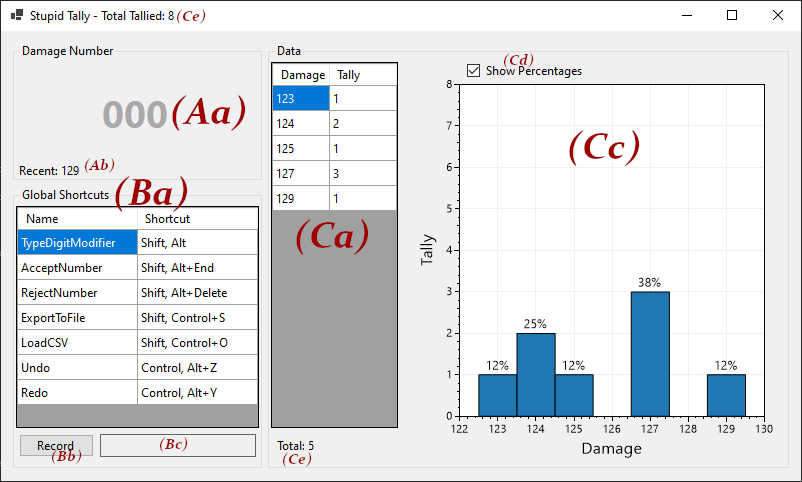 Stupid Tally - Total Tallied: 8 (Ce)
Damage Number
000 (Aa)
Recent: 129 (Ab)
Global Shortcuts (Ba)
Name Shortcut
TypeDigitModifier Shift, Alt
AcceptNumber Shift, Alt+End
RejectNumber Shift, Alt+Delete
ExportToFile Shift, Control+S
LoadCSV Shift, Control+O
Undo Control, Alt+Z
Redo Control, Alt+Y
Record (Bb) (Bc)
Data
Damage Tally
123 1
124 2
125 1
127 3
129 1
(Ca)
Total: 5
(Ce)
(Cd)
Show Percentages
(Cc)
8
7
6
5
4
3
2
1
0
Tally
12% 25% 12% 38% 12%
122 123 124 125 126 127 128 129 130
Damage